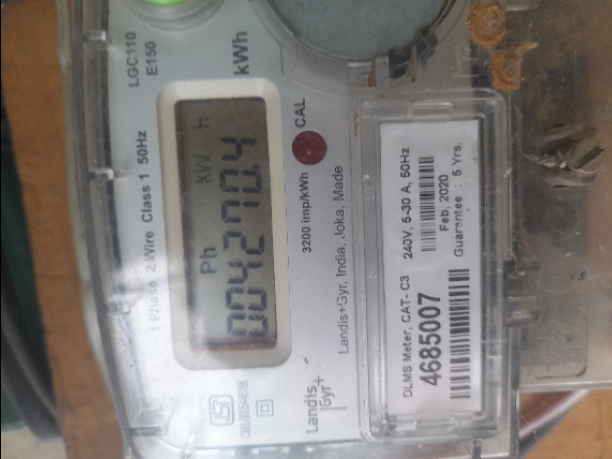 LGC110
E150
1 Phase 2 Wire Class 1 50Hz
Ph KW h
004270.4
kWh
3200 imp/kWh CAL
Landis+Gyr, India, Joka, Made
Landis
Gyr+
DLMS Meter, CAT- C3 240V, 5-30 A, 50Hz
4685007
Feb, 2020
Guarantee : 5 Yrs.